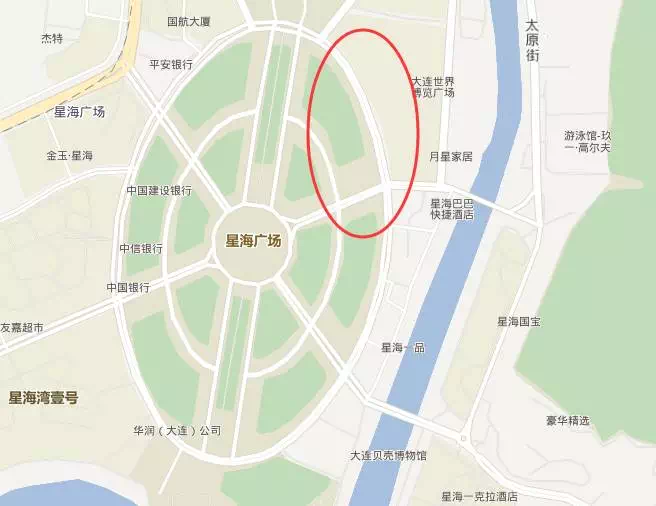 国航大厦
太
原
街
杰特
平安银行
大连世界
博览广场
星海广场
游泳馆-玖
一·高尔夫
金玉·星海
月星家居
中国建设银行
星海巴巴
快捷酒店
星海广场
中信银行
中国银行
友嘉超市
星海国宝
星海一品
星海湾壹号
豪华精选
华润（大连）公司
大连贝壳博物馆
星海一克拉酒店